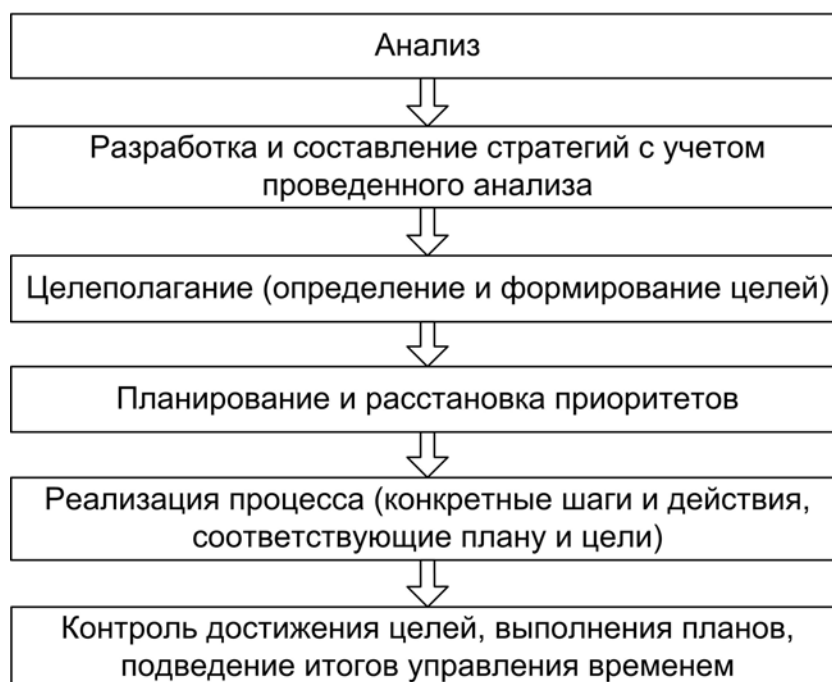 Анализ
Разработка и составление стратегий с учетом
проведенного анализа
Целеполагание (определение и формирование целей)
Планирование и расстановка приоритетов
Реализация процесса (конкретные шаги и действия,
соответствующие плану и цели)
Контроль достижения целей, выполнения планов,
подведение итогов управления временем